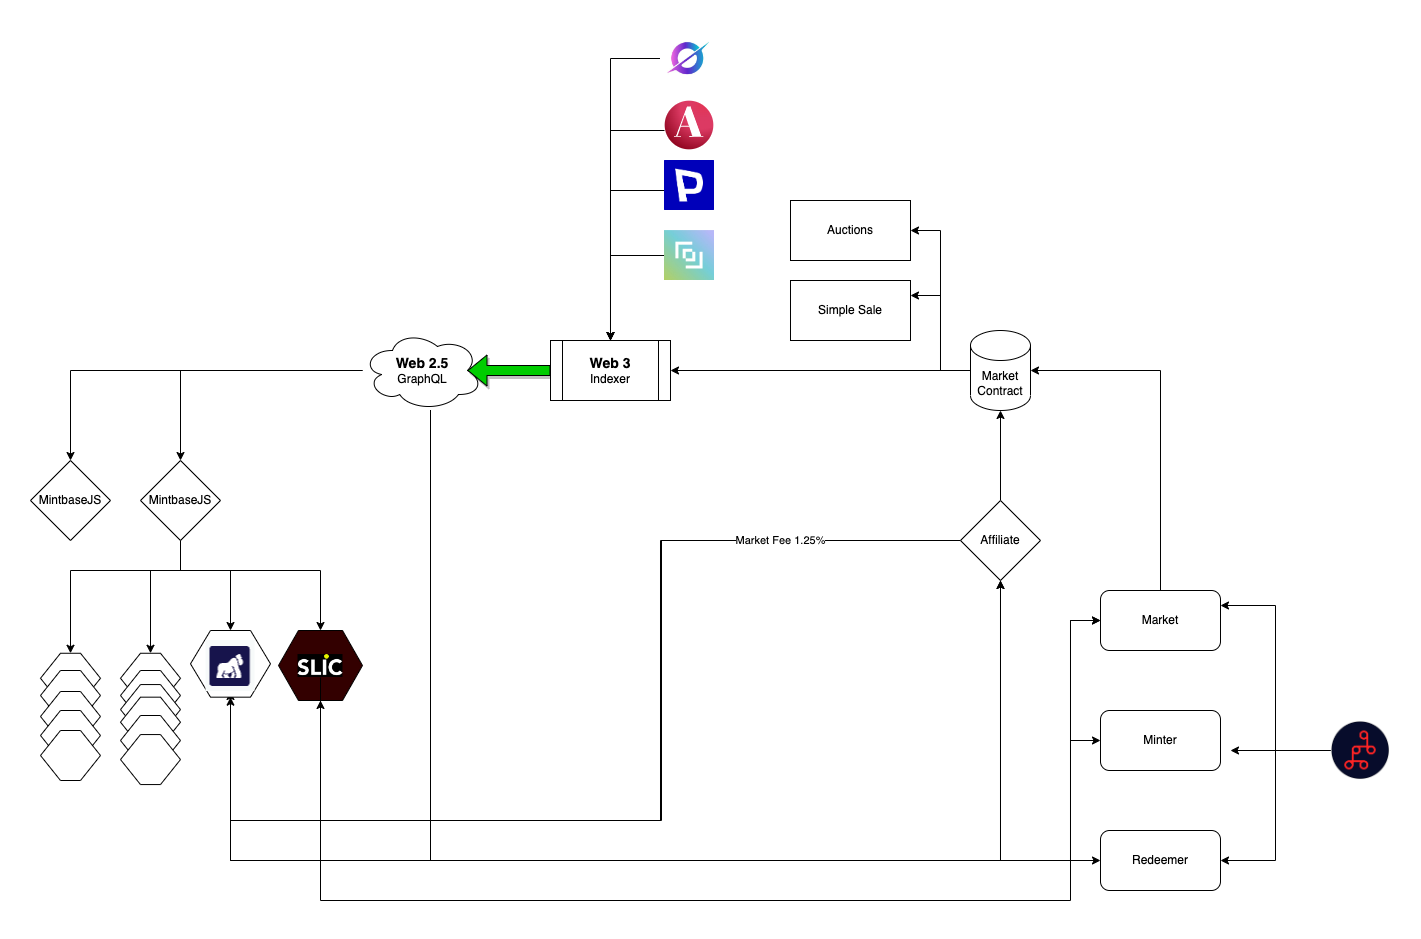 A
P
Auctions
Simple Sale
Web 2.5
GraphQL
Web 3
Indexer
Market
Contract
MintbaseJS
MintbaseJS
Market Fee 1.25%
Affiliate
Market
SLiC
Minter
Redeemer